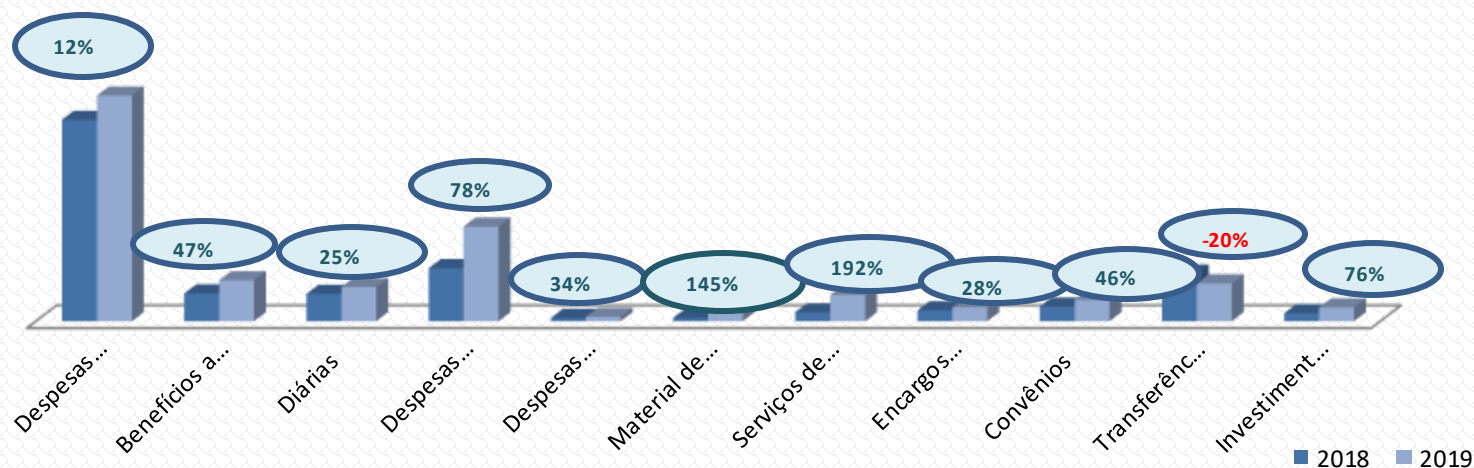 12%
47%
25%
78%
34%
145%
192%
28%
46%
-20%
76%
Despesas...
Benefícios a...
Diárias
Despesas...
Despesas...
Material de...
Serviços de...
Encargos...
Convênios
Transferênc...
Investiment...
2018
2019